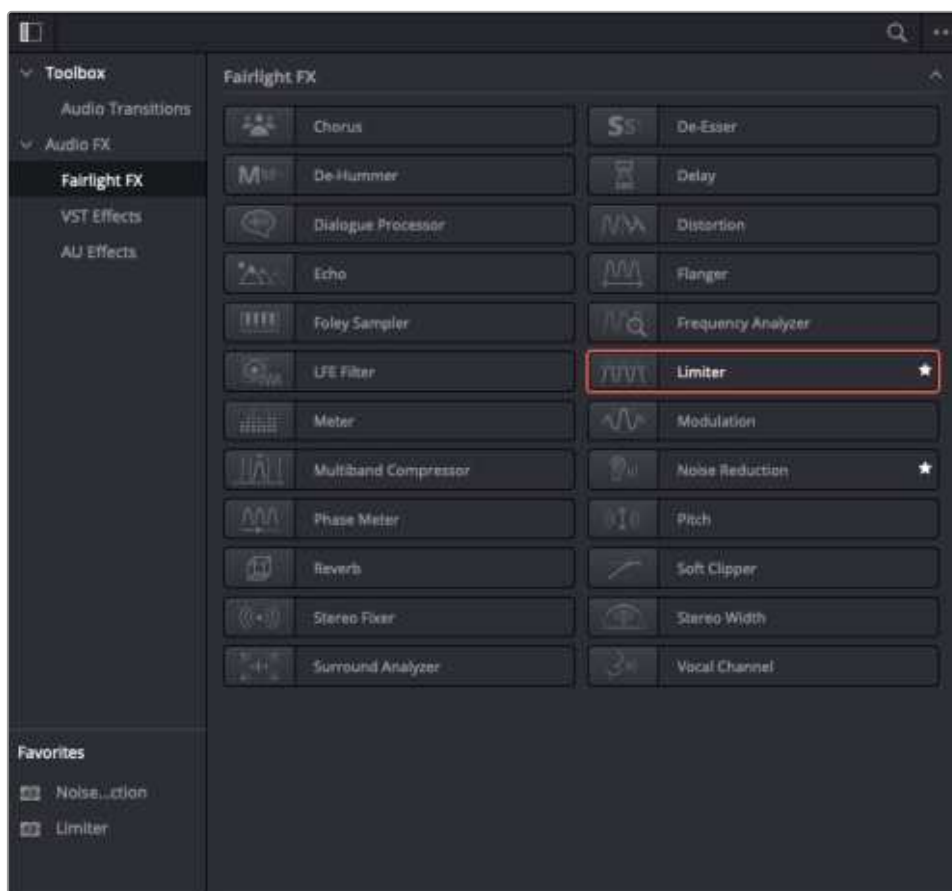 Toolbox
Audio Transitions
Audio FX
Fairlight FX
VST Effects
AU Effects
Favorites
Noise...ction
Limiter
Fairlight FX
Chorus
De-Esser
De-Hummer
Delay
Dialogue Processor
Distortion
Echo
Flanger
Foley Sampler
Frequency Analyzer
LFE Filter
Limiter
Meter
Modulation
Multiband Compressor
Noise Reduction
Phase Meter
Pitch
Reverb
Soft Clipper
Stereo Fixer
Stereo Width
Surround Analyzer
Vocal Channel